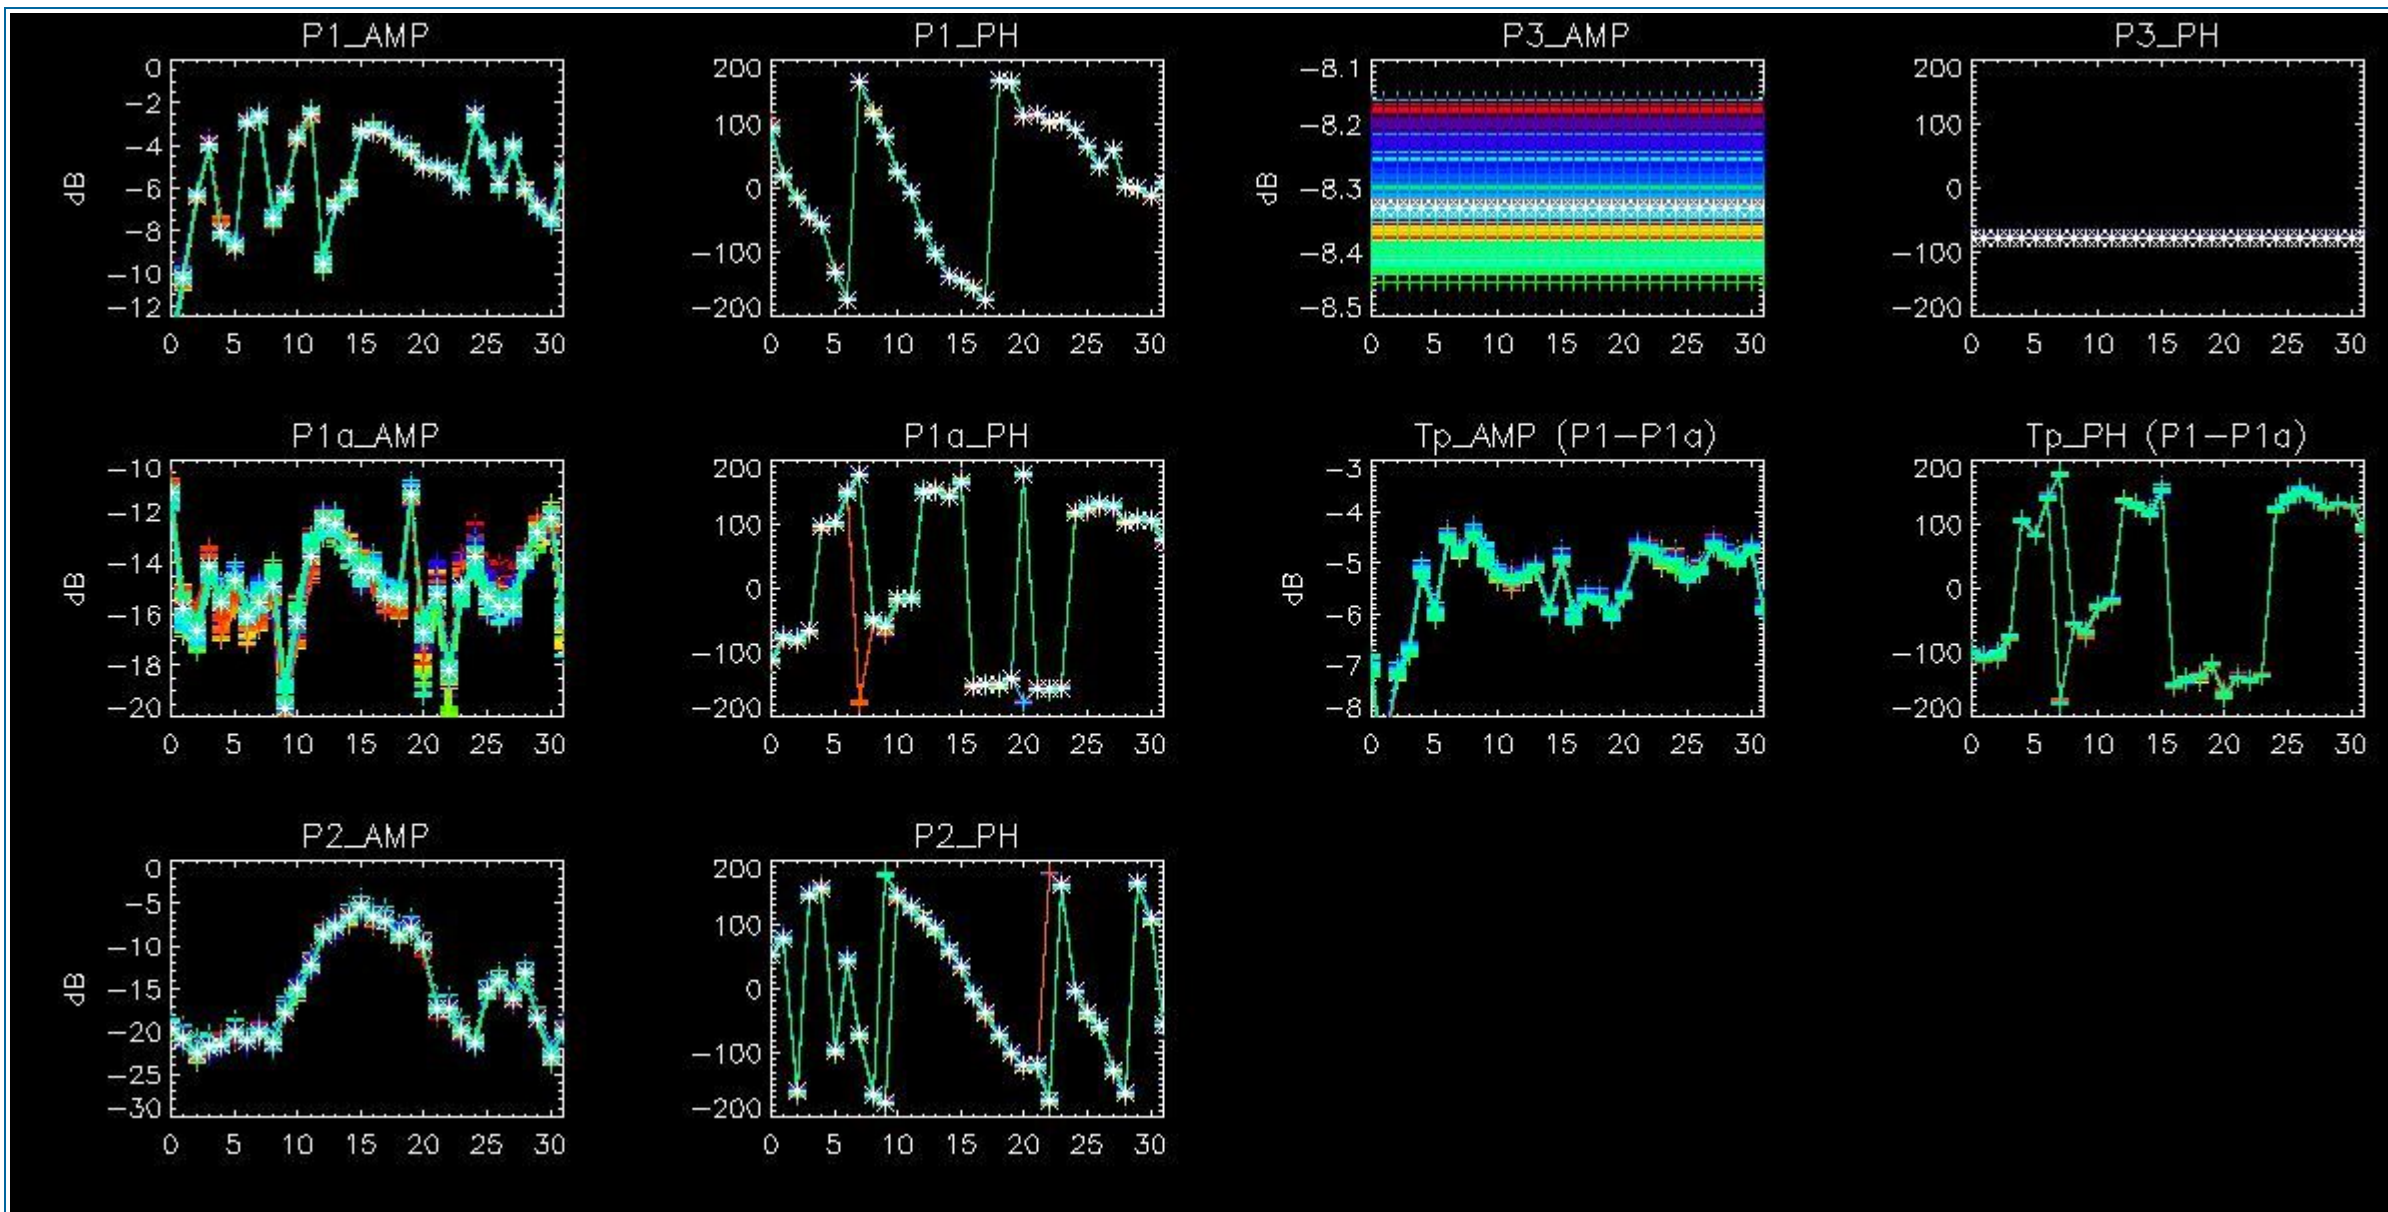 P1_AMP
P1_PH
P3_AMP
P3_PH
0
−2
−4
−6
−8
−10
−12
dB
0 5 10 15 20 25 30
200
100
0
−100
−200
0 5 10 15 20 25 30
−8.1
−8.2
−8.3
−8.4
−8.5
dB
0 5 10 15 20 25 30
200
100
0
−100
−200
0 5 10 15 20 25 30
P1a_AMP
P1a_PH
Tp_AMP (P1−P1a)
Tp_PH (P1−P1a)
−10
−12
−14
−16
−18
−20
dB
0 5 10 15 20 25 30
200
100
0
−100
−200
0 5 10 15 20 25 30
−3
−4
−5
−6
−7
−8
dB
0 5 10 15 20 25 30
200
100
0
−100
−200
0 5 10 15 20 25 30
P2_AMP
P2_PH
0
−5
−10
−15
−20
−25
−30
dB
0 5 10 15 20 25 30
200
100
0
−100
−200
0 5 10 15 20 25 30